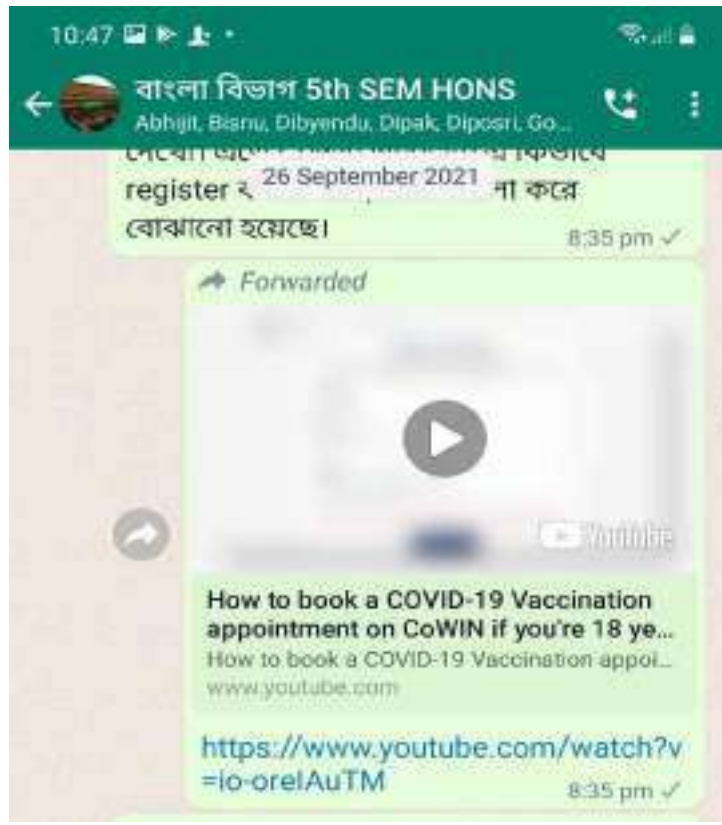 10:47
বাংলা বিভাগ 5th SEM HONS
Abhijit, Bisnu, Dibyendu, Dipak, Diposri, Go...
26 September 2021
register
করে
বোঝানো হয়েছে।
8:35 pm
Forwarded
YouTube
How to book a COVID-19 Vaccination
appointment on CoWIN if you're 18 ye...
How to book a COVID-19 Vaccination appoi...
www.youtube.com
https://www.youtube.com/watch?v
=io-orelAuTM
8:35 pm